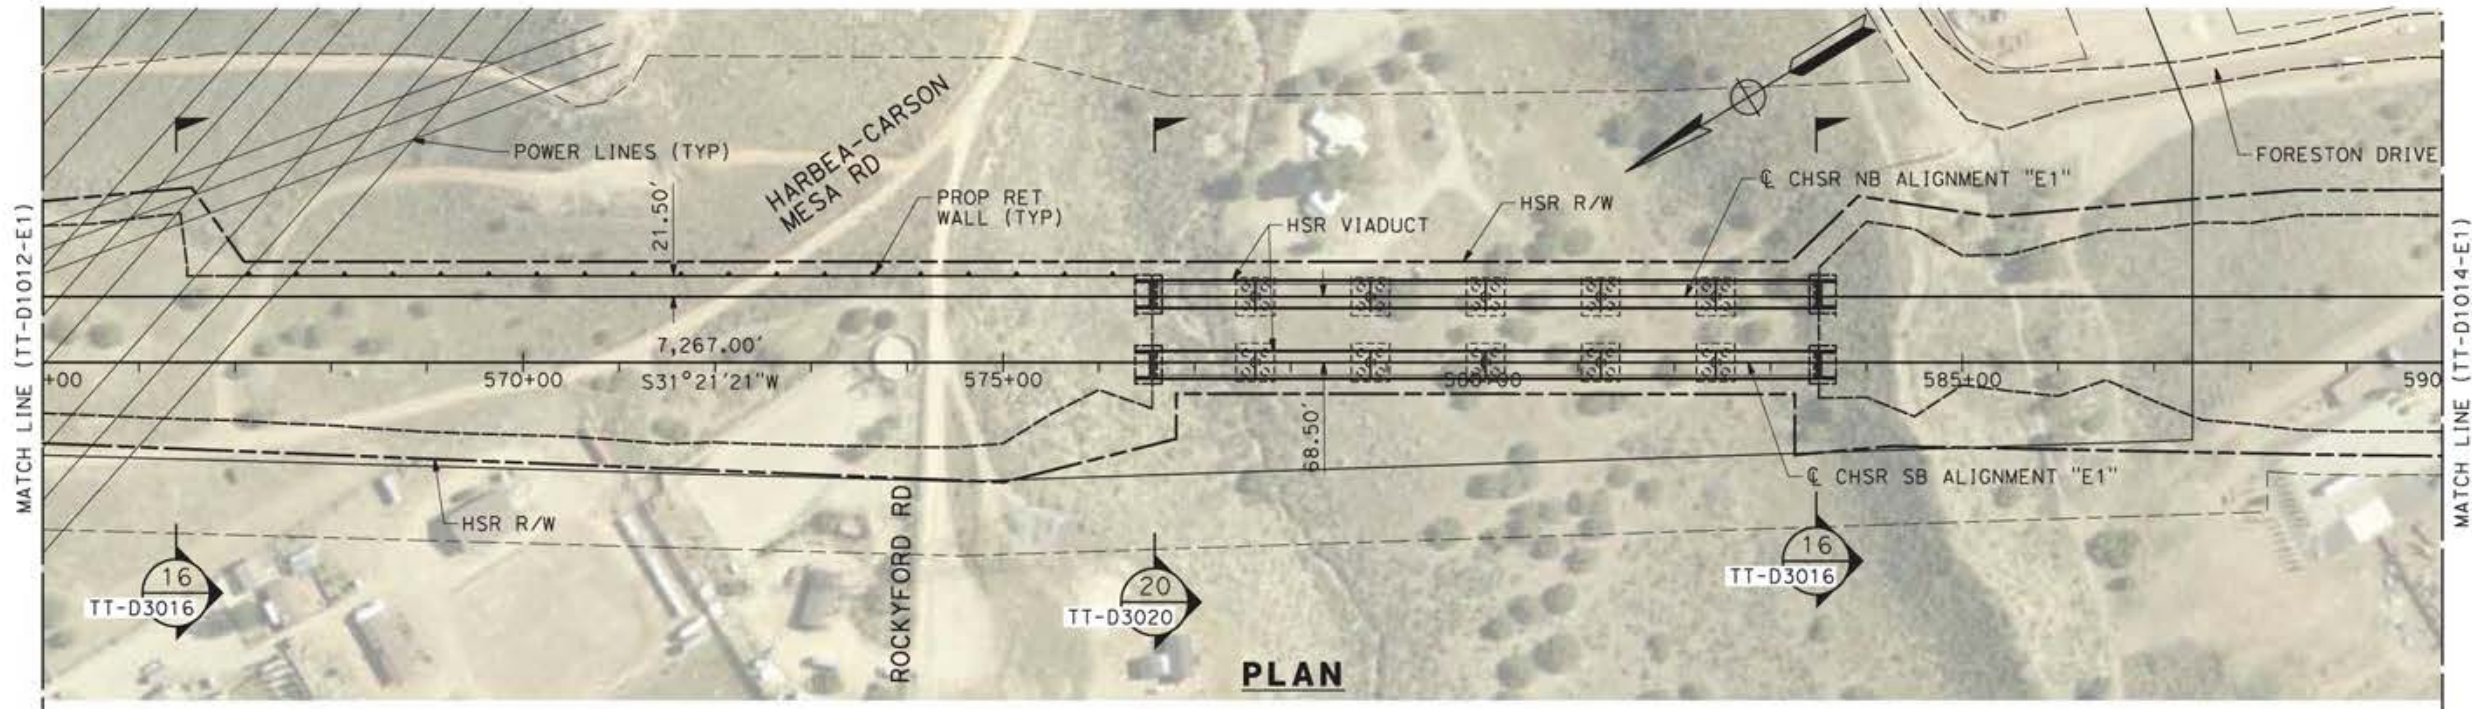 POWER LINES (TYP)
HARBEA-CARSON
MESA RD
21.50'
PROP RET
WALL (TYP)
HSR VIADUCT
HSR R/W
℄ CHSR NB ALIGNMENT "E1"
FORESTON DRIVE
MATCH LINE (TT-D1012-E1)
MATCH LINE (TT-D1014-E1)
7,267.00'
S31°21'21"W
+00
570+00
575+00
580+00
585+00
590
68.50'
℄ CHSR SB ALIGNMENT "E1"
HSR R/W
ROCKYFORD RD
16
TT-D3016
20
TT-D3020
16
TT-D3016
PLAN